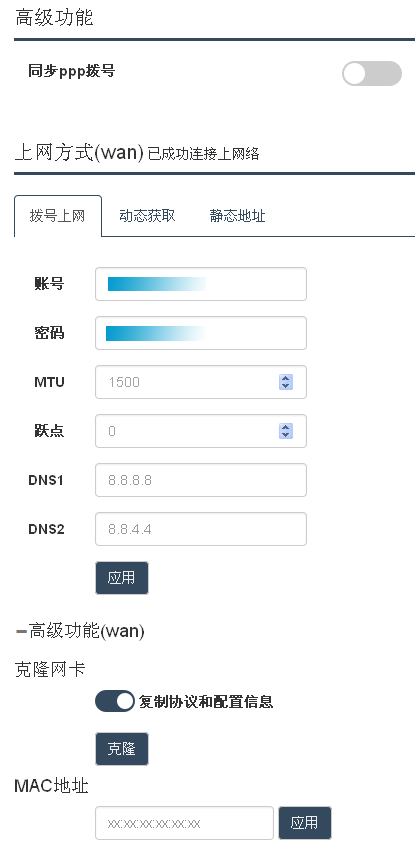 高级功能
同步ppp拨号
上网方式(wan) 已成功连接上网络
拨号上网 动态获取 静态地址
账号
密码
MTU 1500
跃点 0
DNS1 8.8.8.8
DNS2 8.8.4.4
应用
高级功能(wan)
克隆网卡
复制协议和配置信息
克隆
MAC地址
xx:xx:xx:xx:xx:xx 应用